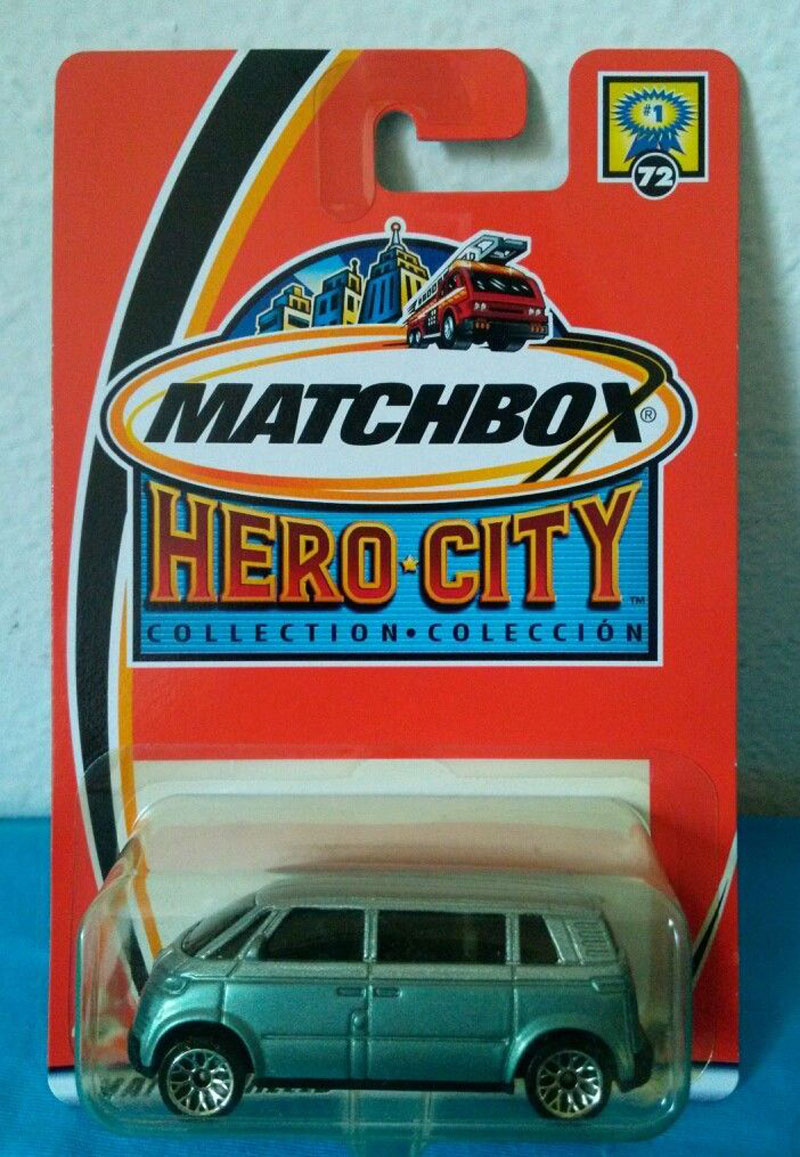 #1
72
MATCHBOX®
HERO★CITY™
COLLECTION • COLECCIÓN